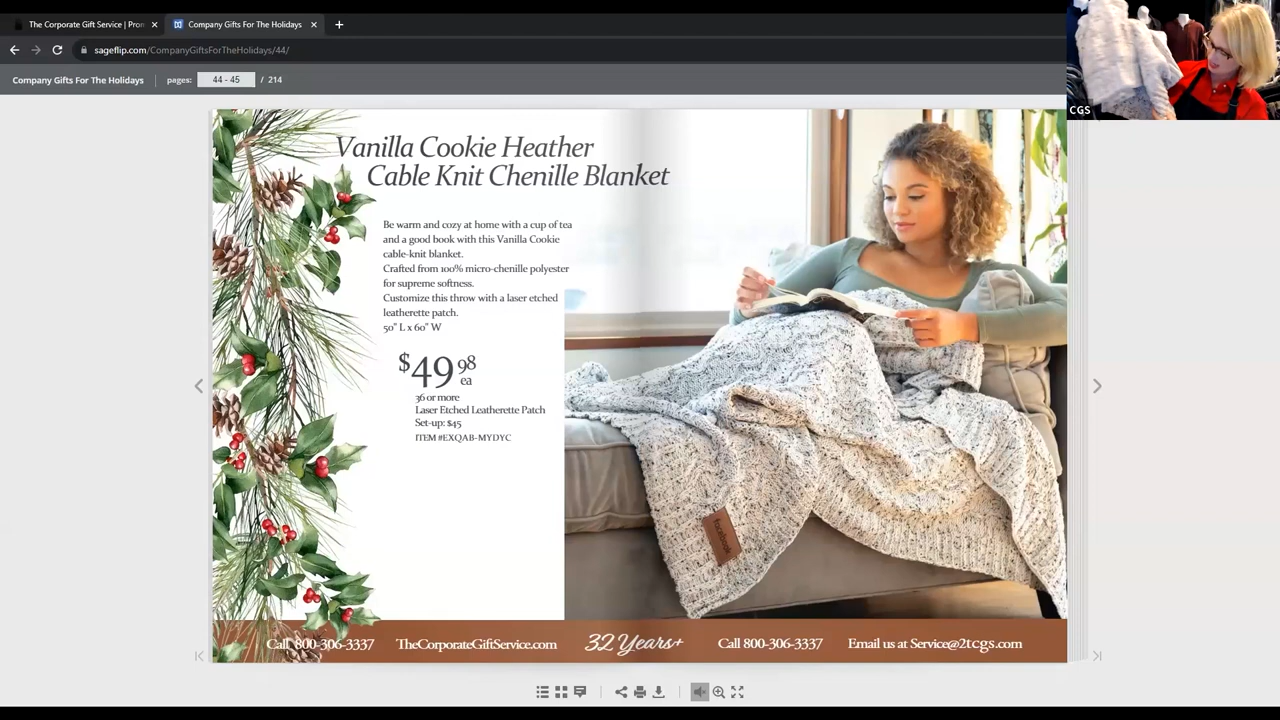 The Corporate Gift Service | Pron
Company Gifts For The Holidays
sageflip.com/CompanyGiftsForTheHolidays/44/
Company Gifts For The Holidays
pages:
44 - 45
/ 214
CGS
Vanilla Cookie Heather
Cable Knit Chenille Blanket
Be warm and cozy at home with a cup of tea
and a good book with this Vanilla Cookie
cable-knit blanket.
Crafted from 100% micro-chenille polyester
for supreme softness.
Customize this throw with a laser etched
leatherette patch.
50" L x 60" W
$49 98
ea
36 or more
Laser Etched Leatherette Patch
Set-up: $45
ITEM #EXQAB-MYDYC
facebook
Call 800-306-3337
TheCorporateGiftService.com
32 Years+
Call 800-306-3337
Email us at Service@2tcgs.com